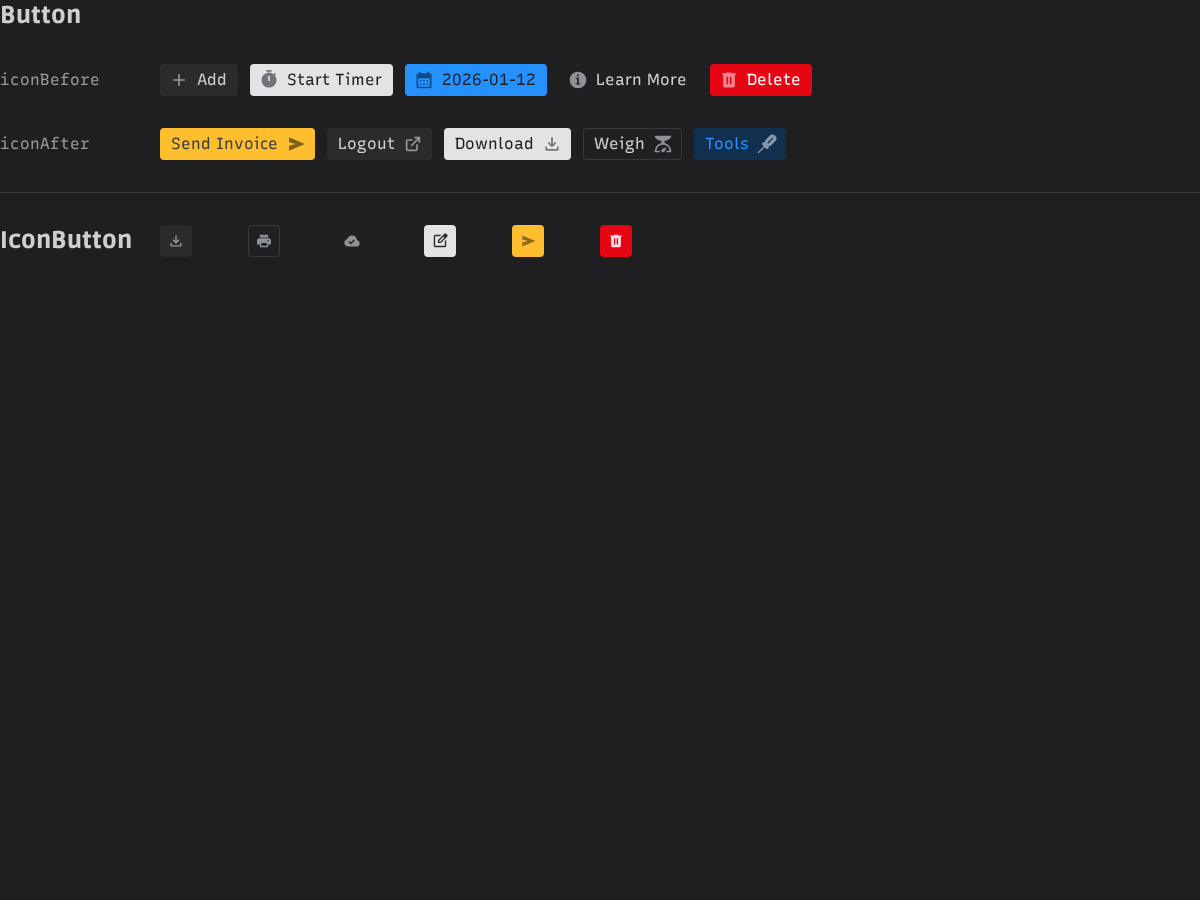 Button
iconBefore Add Start Timer 2026-01-12 Learn More Delete
iconAfter Send Invoice Logout Download Weigh Tools
IconButton